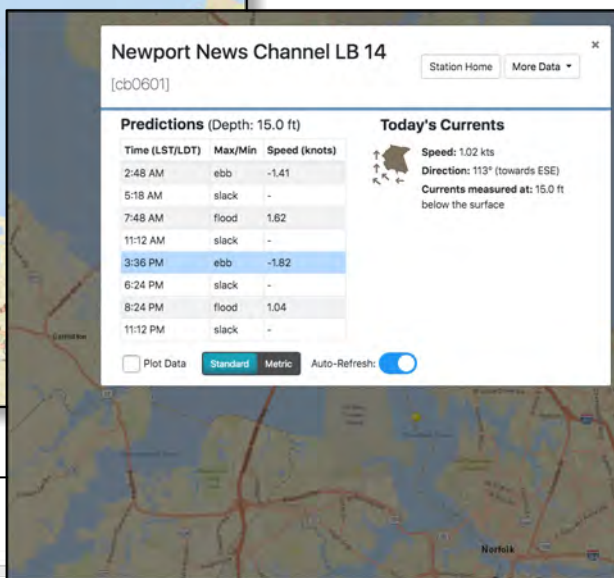 Newport News Channel LB 14
[cb0601]
Station Home
More Data
×
Predictions (Depth: 15.0 ft)
Time (LST/LDT) Max/Min Speed (knots)
2:48 AM ebb -1.41
5:18 AM slack -
7:48 AM flood 1.62
11:12 AM slack -
3:36 PM ebb -1.82
6:24 PM slack -
8:24 PM flood 1.04
11:12 PM slack -
Today's Currents
Speed: 1.02 kts
Direction: 113° (towards ESE)
Currents measured at: 15.0 ft
below the surface
Plot Data
Standard Metric
Auto-Refresh:
Norfolk